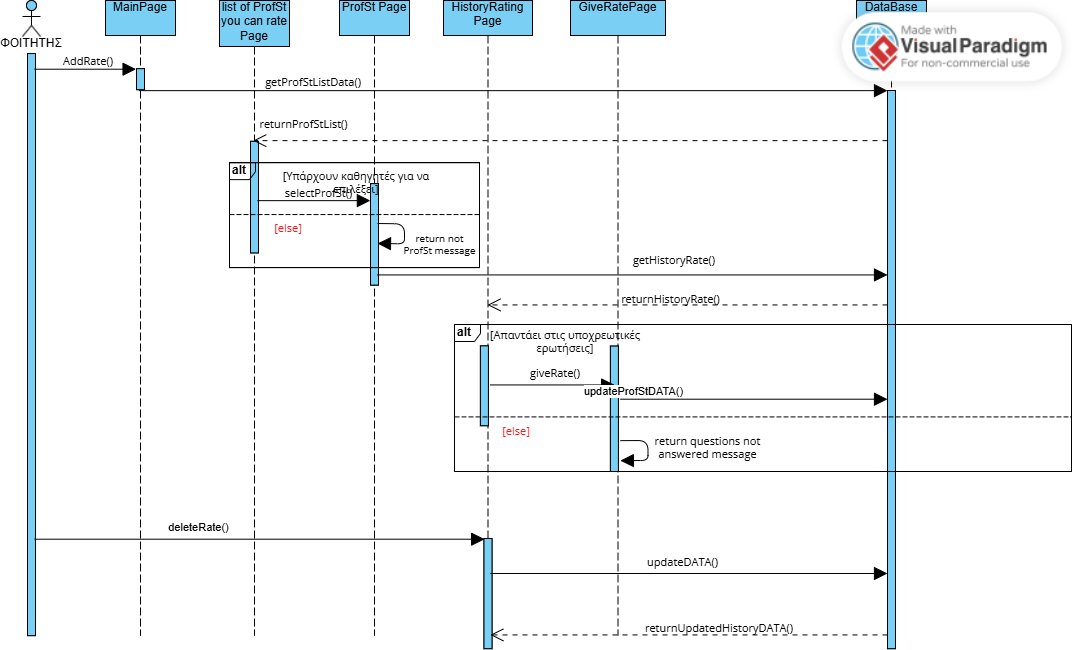 MainPage
list of ProfSt
you can rate
Page
ProfSt Page
HistoryRating
Page
GiveRatePage
DataBase
Made with
Visual Paradigm
For non-commercial use
ΦΟΙΤΗΤΗΣ
AddRate()
getProfStListData()
returnProfStList()
alt
[Υπάρχουν καθηγητές για να
επιλέξει]
selectProfSt()
[else]
return not
ProfSt message
getHistoryRate()
returnHistoryRate()
alt
[Απαντάει στις υποχρεωτικές
ερωτήσεις]
giveRate()
updateProfStDATA()
[else]
return questions not
answered message
deleteRate()
updateDATA()
returnUpdatedHistoryDATA()